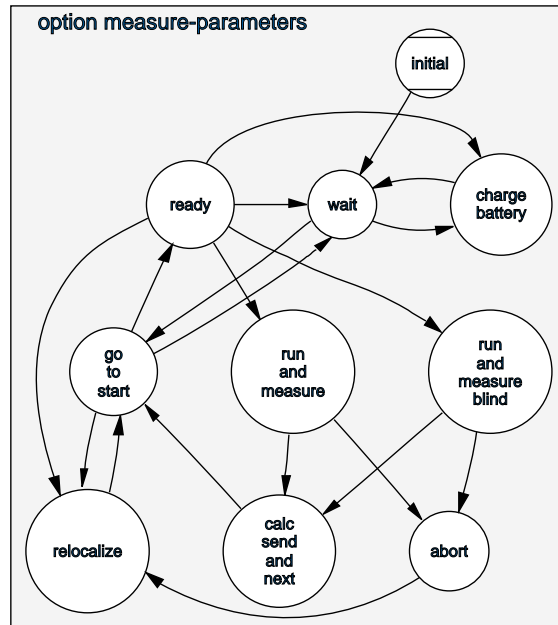 option measure-parameters
initial
ready
wait
charge
battery
go
to
start
run
and
measure
run
and
measure
blind
relocalize
calc
send
and
next
abort